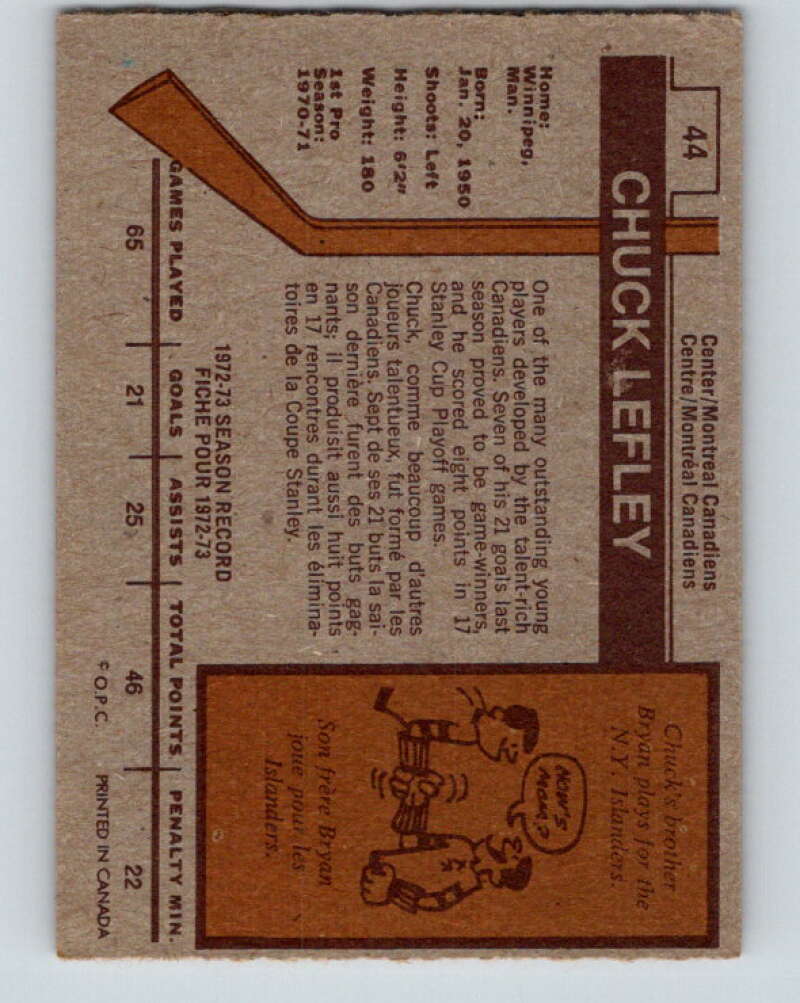 44
Center/Montreal Canadiens
Centre/Montréal Canadiens
CHUCK LEFLEY
Home:
Winnipeg,
Man.
Born:
Jan. 20, 1950
Shoots: Left
Height: 6'2"
Weight: 180
1st Pro
Season:
1970-71
One of the many outstanding young
players developed by the talent-rich
Canadiens. Seven of his 21 goals last
season proved to be game-winners,
and he scored eight points in 17
Stanley Cup Playoff games.
Chuck, comme beaucoup d'autres
joueurs talentueux, fut formé par les
Canadiens. Sept de ses 21 buts la sai-
son dernière furent des buts gag-
nants; il produisit aussi huit points
en 17 rencontres durant les élimina-
toires de la Coupe Stanley.
Chuck's brother
Bryan plays for the
N.Y. Islanders.
HOW'S
MOM?
Son frère Bryan
joue pour les
Islanders.
1972-73 SEASON RECORD
FICHE POUR 1972-73
GAMES PLAYED | GOALS | ASSISTS | TOTAL POINTS | PENALTY MIN.
65 21 25 46 22
© O.P.C. PRINTED IN CANADA